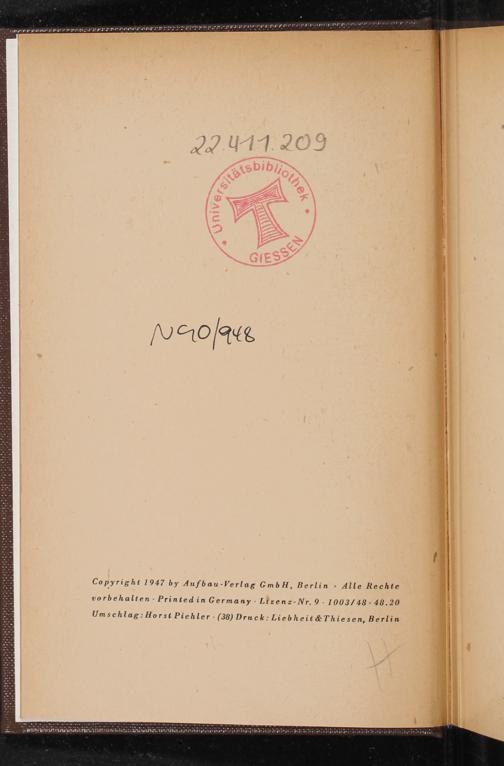 22.411.209
Universitätsbibliothek
GIESSEN
N90/948
Copyright 1947 by Aufbau-Verlag GmbH, Berlin · Alle Rechte
vorbehalten · Printed in Germany · Lizenz-Nr. 9 · 1003/48 · 48.20
Umschlag: Horst Pichler · (38) Druck: Liebheit & Thiesen, Berlin
H